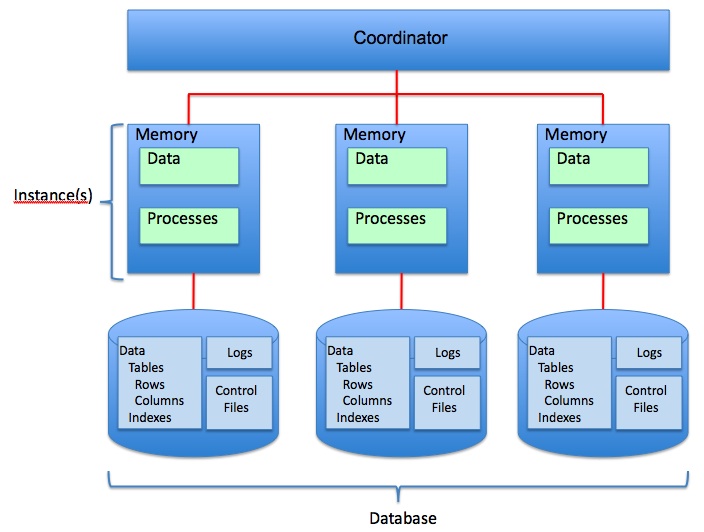 Coordinator
Memory
Data
Processes
Memory
Data
Processes
Memory
Data
Processes
Instance(s)
Data
Tables
Rows
Columns
Indexes
Logs
Control
Files
Data
Tables
Rows
Columns
Indexes
Logs
Control
Files
Data
Tables
Rows
Columns
Indexes
Logs
Control
Files
Database